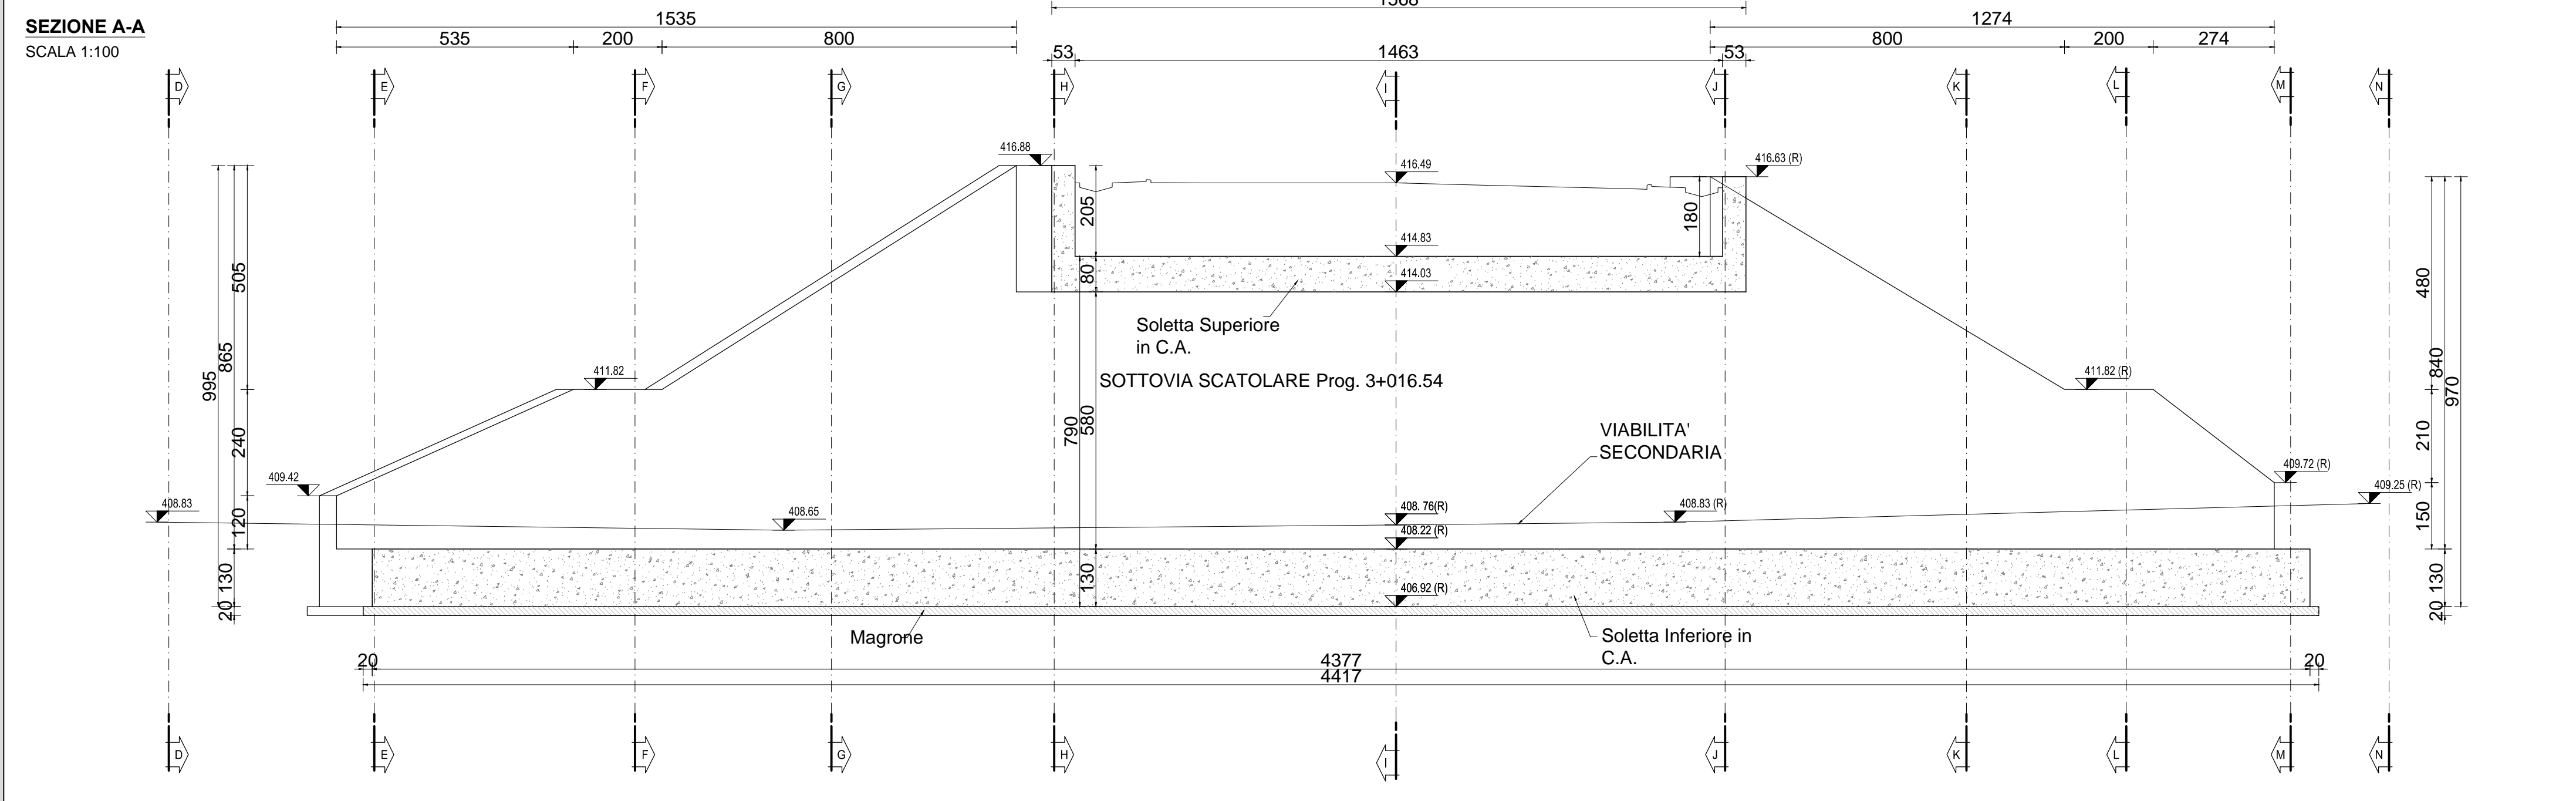 SEZIONE A-A
SCALA 1:100
1535
535
200
800
1568
53
1463
53
1274
800
200
274
D
E
F
G
H
I
J
K
L
M
N
416.88
416.49
416.63 (R)
205
180
414.83
80
414.03
505
865
995
480
840
970
Soletta Superiore
in C.A.
SOTTOVIA SCATOLARE Prog. 3+016.54
411.82
411.82 (R)
790
580
VIABILITA'
SECONDARIA
240
210
409.42
409.72 (R)
408.83
409.25 (R)
408.65
408. 76(R)
408.83 (R)
408.22 (R)
120
150
130
130
130
406.92 (R)
20
20
Magrone
Soletta Inferiore in
C.A.
20
4377
20
4417
D
E
F
G
H
I
J
K
L
M
N